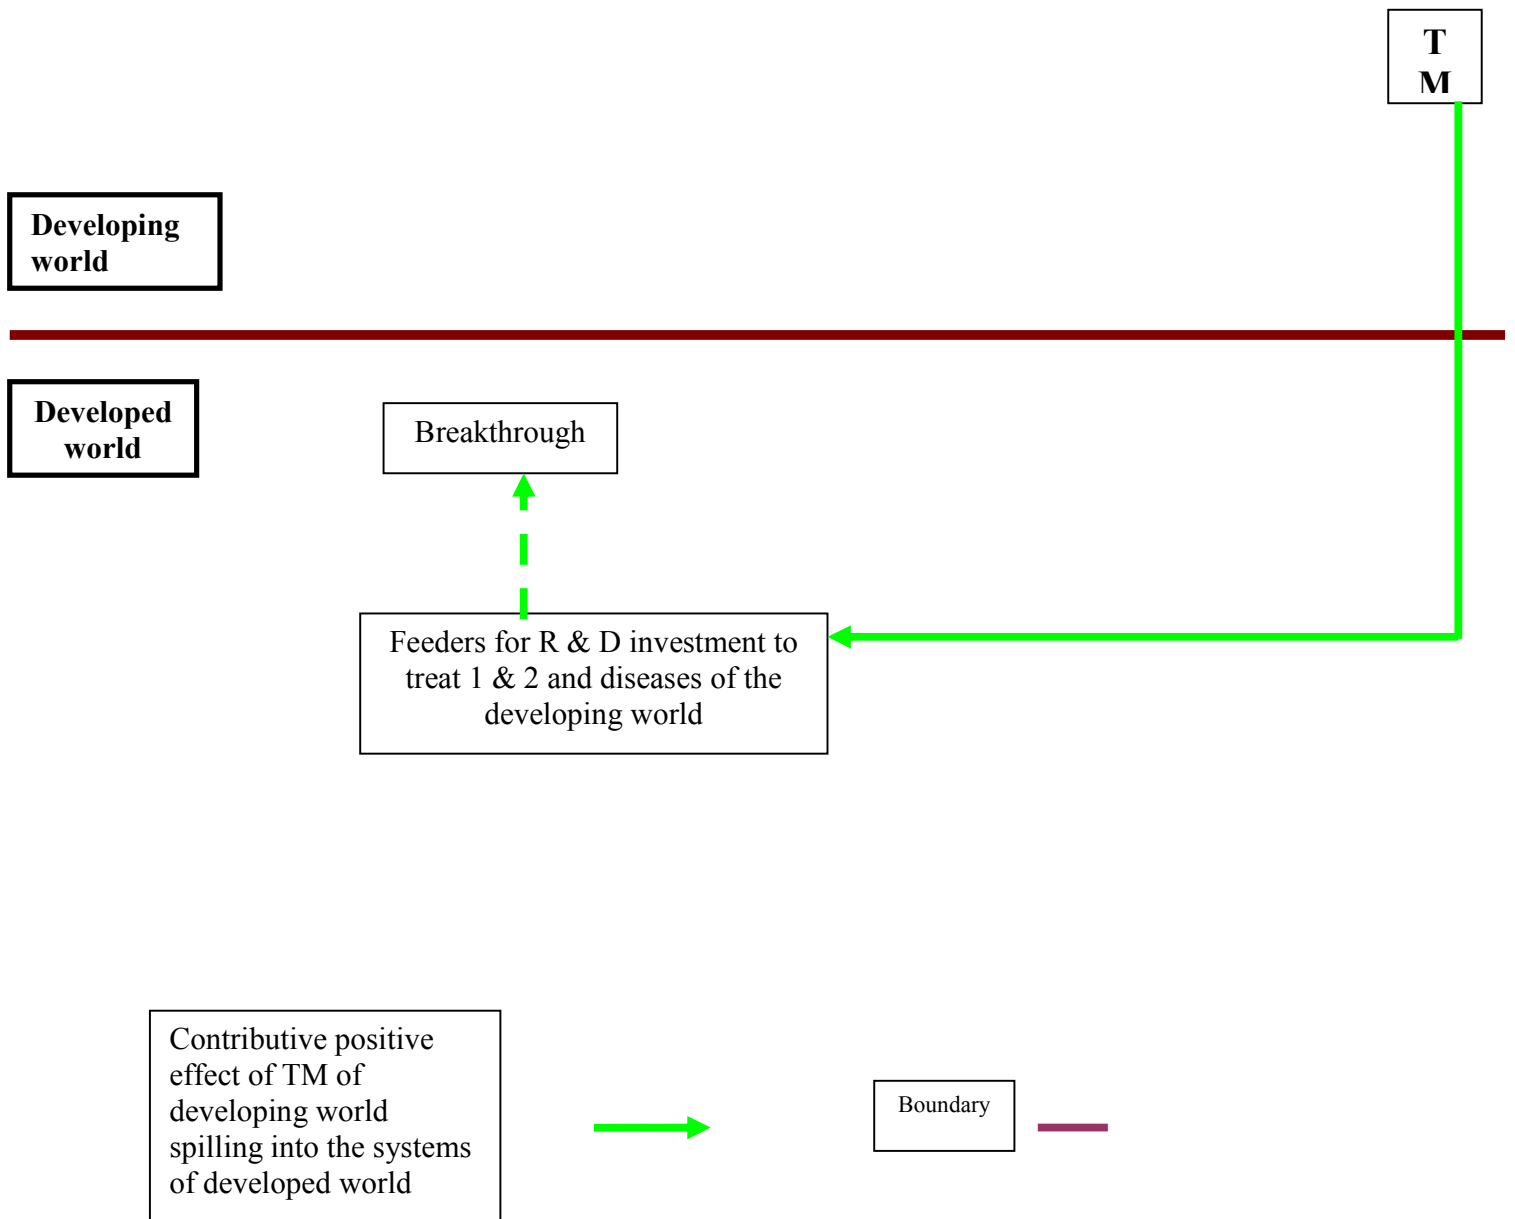 T
M
Developing
world
Developed
world
Breakthrough
Feeders for R & D investment to
treat 1 & 2 and diseases of the
developing world
Contributive positive
effect of TM of
developing world
spilling into the systems
of developed world
Boundary